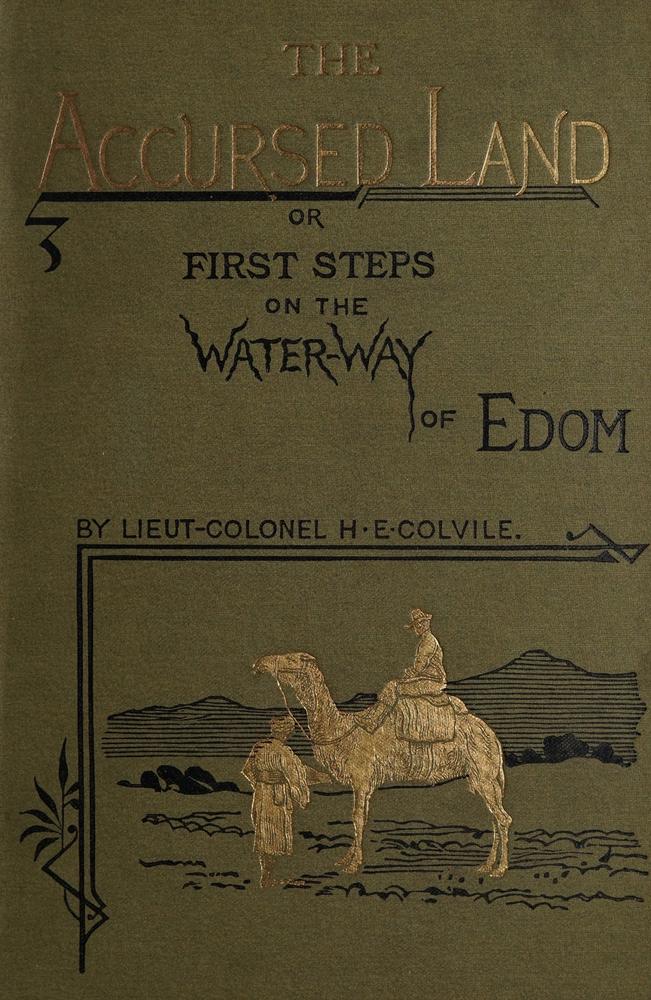 THE
ACCURSED LAND
OR
FIRST STEPS
ON THE
WATER-WAY
OF EDOM
BY LIEUT-COLONEL H·E·COLVILE.